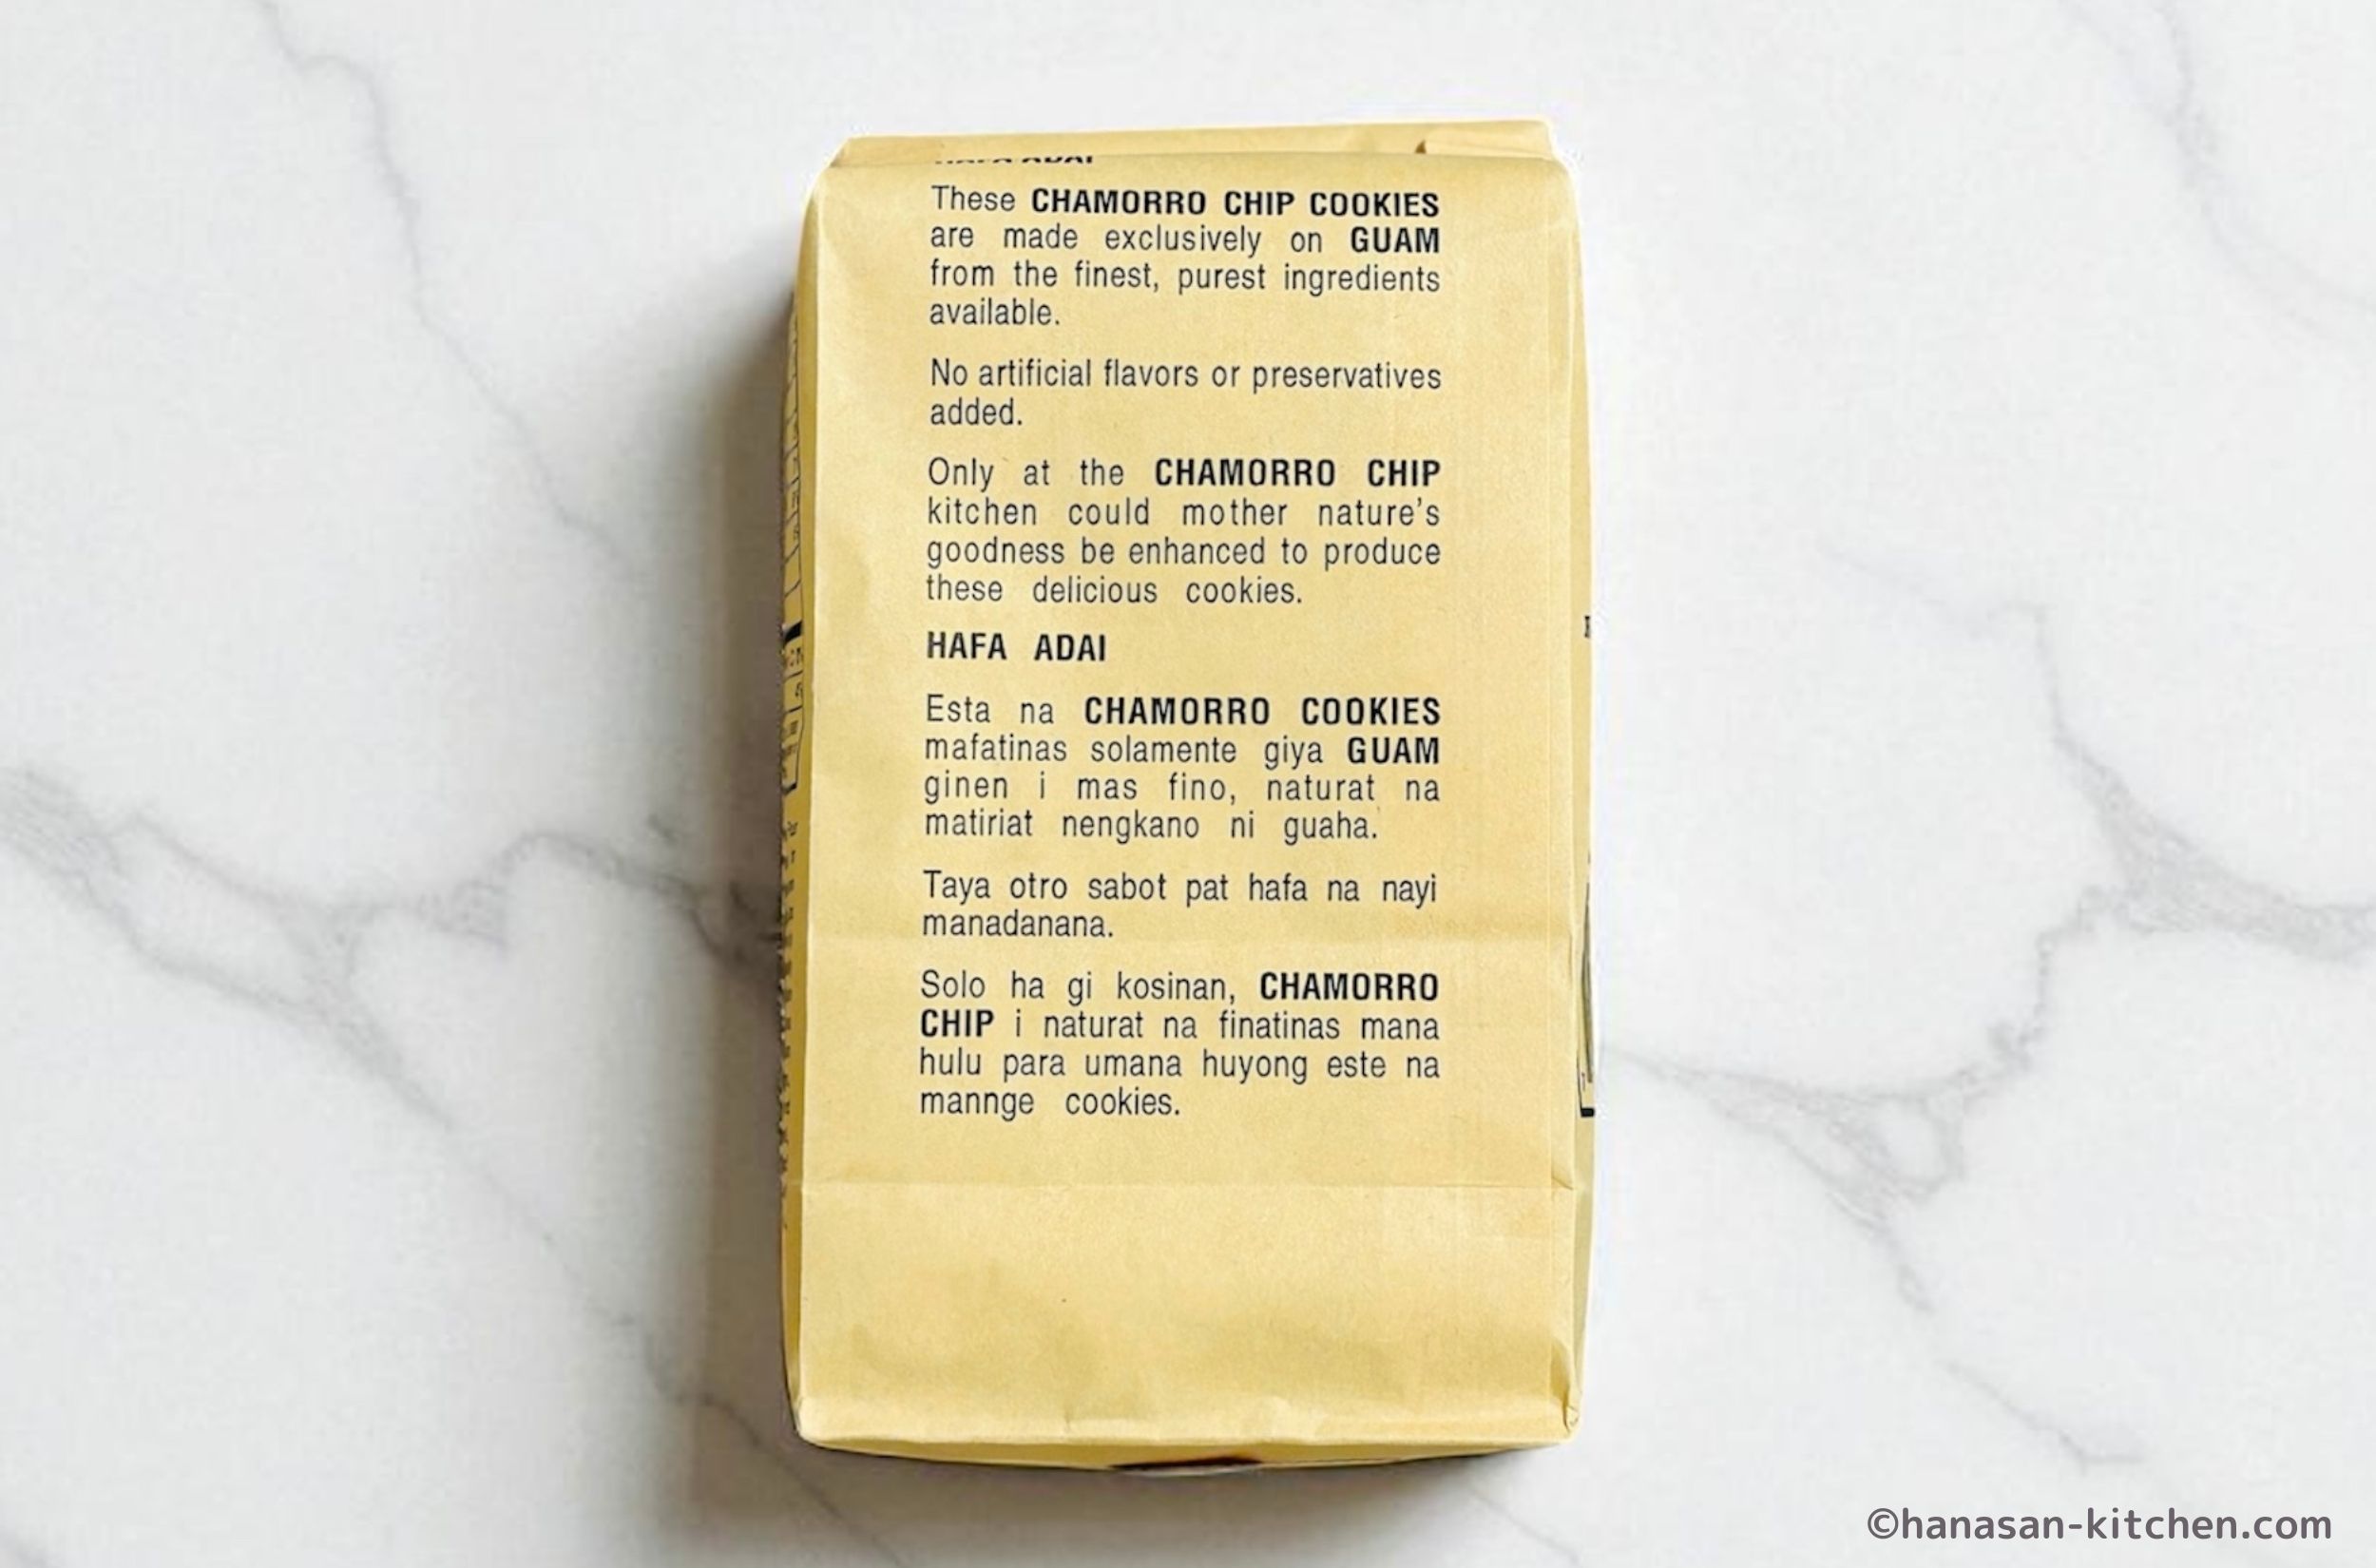 These CHAMORRO CHIP COOKIES
are made exclusively on GUAM
from the finest, purest ingredients
available.
No artificial flavors or preservatives
added.
Only at the CHAMORRO CHIP
kitchen could mother nature's
goodness be enhanced to produce
these delicious cookies.
HAFA ADAI
Esta na CHAMORRO COOKIES
mafatinas solamente giya GUAM
ginen i mas fino, naturat na
matiriat nengkano ni guaha.
Taya otro sabot pat hafa na nayi
manadanana.
Solo ha gi kosinan, CHAMORRO
CHIP i naturat na finatinas mana
hulu para umana huyong este na
mannge cookies.
©hanasan-kitchen.com